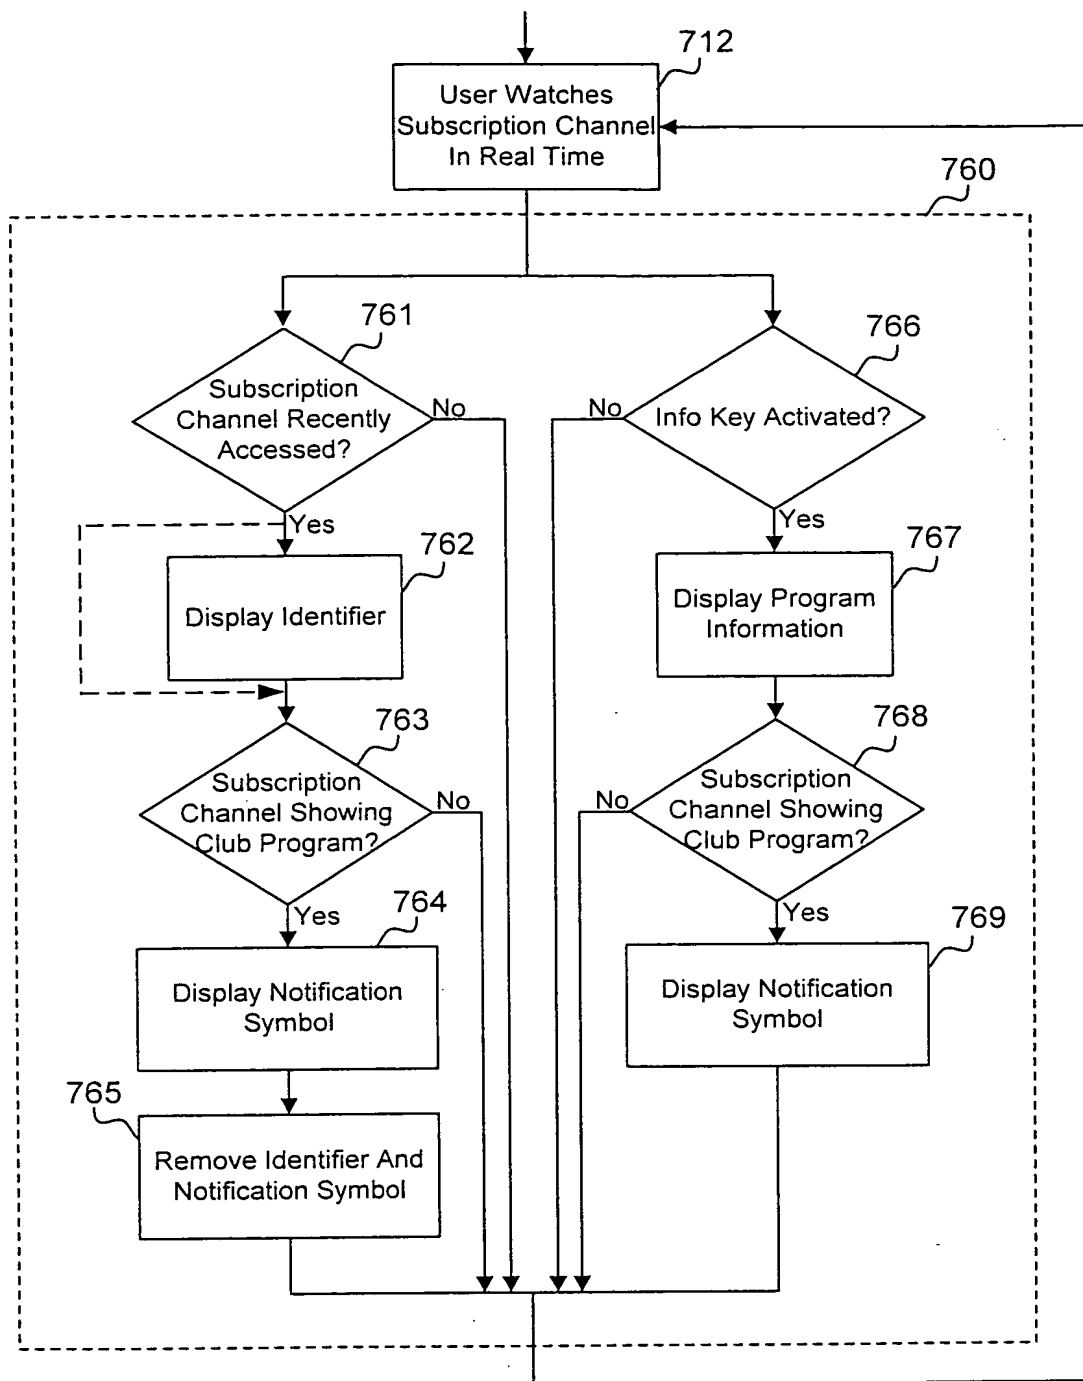 712
User Watches
Subscription Channel
In Real Time
760
761
Subscription
Channel Recently
Accessed?
No
Yes
762
Display Identifier
763
Subscription
Channel Showing
Club Program?
No
Yes
764
Display Notification
Symbol
765
Remove Identifier And
Notification Symbol
766
Info Key Activated?
No
Yes
767
Display Program
Information
768
Subscription
Channel Showing
Club Program?
No
Yes
769
Display Notification
Symbol